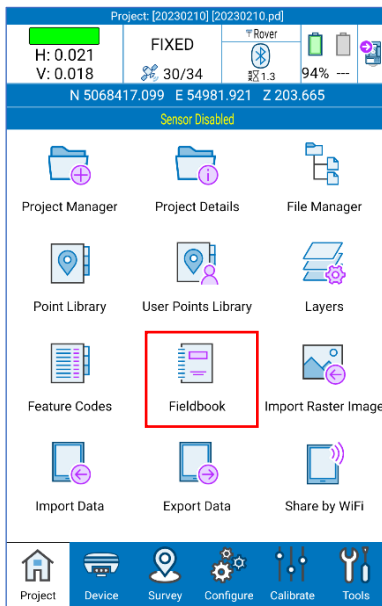 Project: [20230210] [20230210.pd]
H: 0.021
V: 0.018
FIXED
30/34
Rover
1.3
94% ---
N 5068417.099 E 54981.921 Z 203.665
Sensor Disabled
Project Manager Project Details File Manager
Point Library User Points Library Layers
Feature Codes Fieldbook Import Raster Image
Import Data Export Data Share by WiFi
Project Device Survey Configure Calibrate Tools